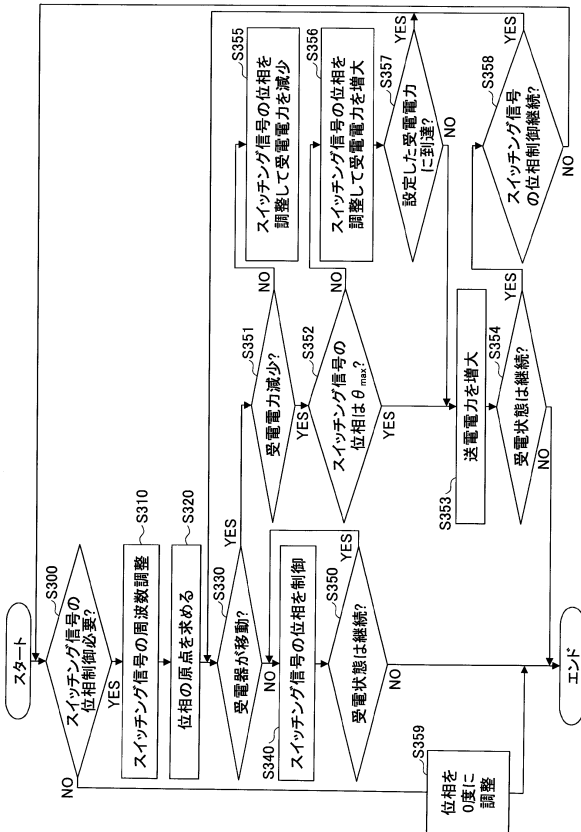 スタート
S300
スイッチング信号の
位相制御必要?
NO
YES
S310
スイッチング信号の周波数調整
S320
位相の原点を求める
S330
受電器が移動?
YES
NO
S340
スイッチング信号の位相を制御
S350
受電状態は継続?
YES
NO
S359
位相を
0度に
調整
エンド
S351
受電電力減少?
NO
YES
S352
スイッチング信号の
位相はθmax?
NO
YES
S353
送電電力を増大
S354
受電状態は継続?
YES
NO
S355
スイッチング信号の位相を
調整して受電電力を減少
S356
スイッチング信号の位相を
調整して受電電力を増大
S357
設定した受電電力
に到達?
YES
NO
S358
スイッチング信号
の位相制御継続?
YES
NO